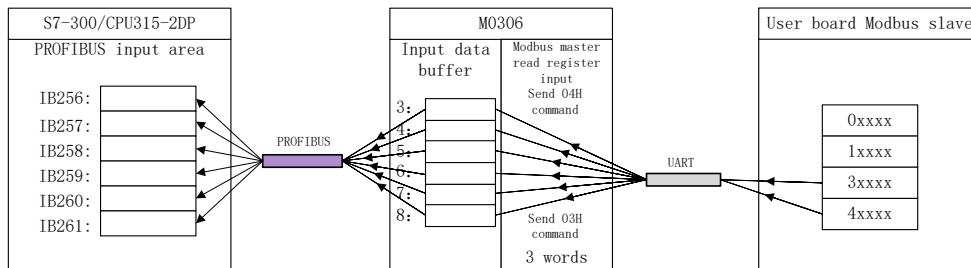 S7-300/CPU315-2DP
PROFIBUS input area
IB256:
IB257:
IB258:
IB259:
IB260:
IB261:
PROFIBUS
M0306
Input data
buffer
3:
4:
5:
6:
7:
8:
Modbus master
read register
input
Send 04H
command
Send 03H
command
3 words
UART
User board Modbus slave
0xxxx
1xxxx
3xxxx
4xxxx